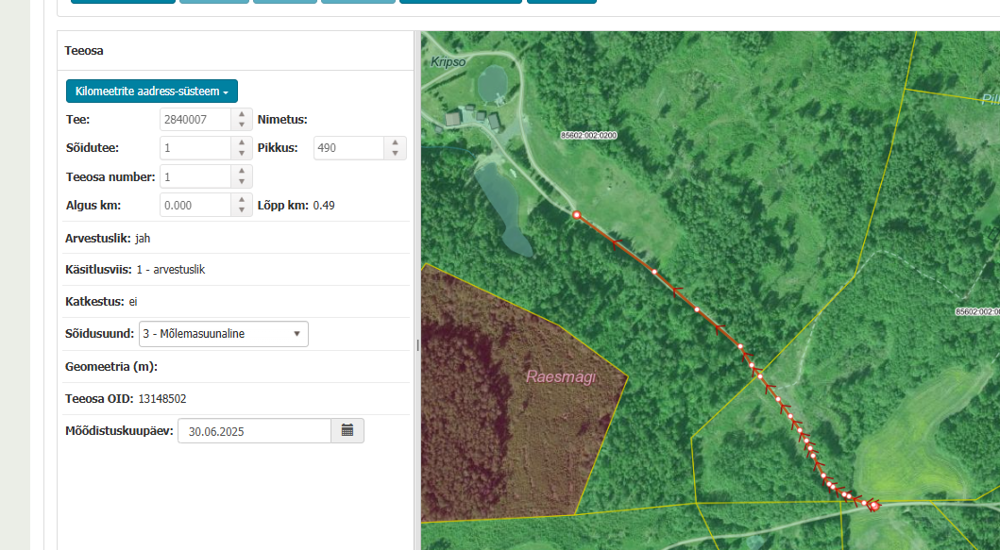 Teeosa
Kilomeetrite aadress-süsteem
Tee: 2840007 Nimetus:
Sõidutee: 1 Pikkus: 490
Teeosa number: 1
Algus km: 0.000 Lõpp km: 0.49
Arvestuslik: jah
Käsitlusviis: 1 - arvestuslik
Katkestus: ei
Sõidusuund: 3 - Mõlemasuunaline
Geomeetria (m):
Teeosa OID: 13148502
Mõõdistuskuupäev: 30.06.2025
Kripso
85602:002:0200
Pill
85602:002:00
Raesmägi